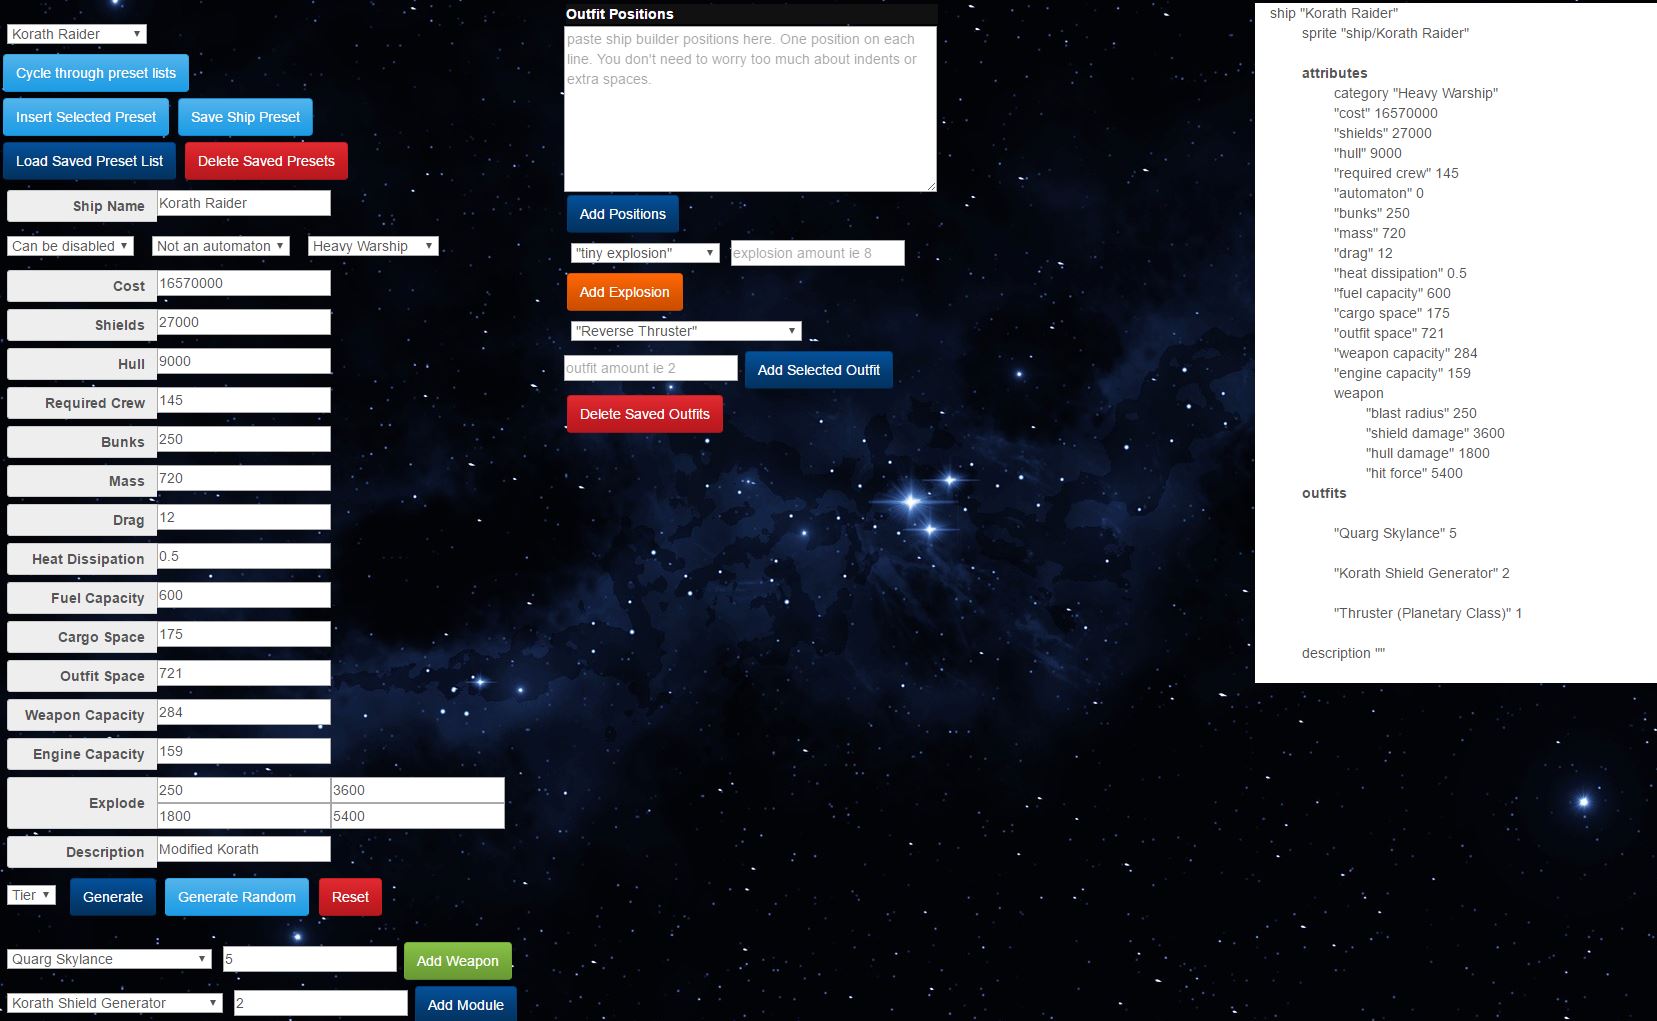 Korath Raider
Cycle through preset lists
Insert Selected Preset Save Ship Preset
Load Saved Preset List Delete Saved Presets
Ship Name Korath Raider
Can be disabled Not an automaton Heavy Warship
Cost 16570000
Shields 27000
Hull 9000
Required Crew 145
Bunks 250
Mass 720
Drag 12
Heat Dissipation 0.5
Fuel Capacity 600
Cargo Space 175
Outfit Space 721
Weapon Capacity 284
Engine Capacity 159
Explode 250 3600
1800 5400
Description Modified Korath
Tier Generate Generate Random Reset
Quarg Skylance 5 Add Weapon
Korath Shield Generator 2 Add Module
Outfit Positions
paste ship builder positions here. One position on each
line. You don't need to worry too much about indents or
extra spaces.
Add Positions
"tiny explosion" explosion amount ie 8
Add Explosion
"Reverse Thruster"
outfit amount ie 2 Add Selected Outfit
Delete Saved Outfits
ship "Korath Raider"
sprite "ship/Korath Raider"
attributes
category "Heavy Warship"
"cost" 16570000
"shields" 27000
"hull" 9000
"required crew" 145
"automaton" 0
"bunks" 250
"mass" 720
"drag" 12
"heat dissipation" 0.5
"fuel capacity" 600
"cargo space" 175
"outfit space" 721
"weapon capacity" 284
"engine capacity" 159
weapon
"blast radius" 250
"shield damage" 3600
"hull damage" 1800
"hit force" 5400
outfits
"Quarg Skylance" 5
"Korath Shield Generator" 2
"Thruster (Planetary Class)" 1
description ""